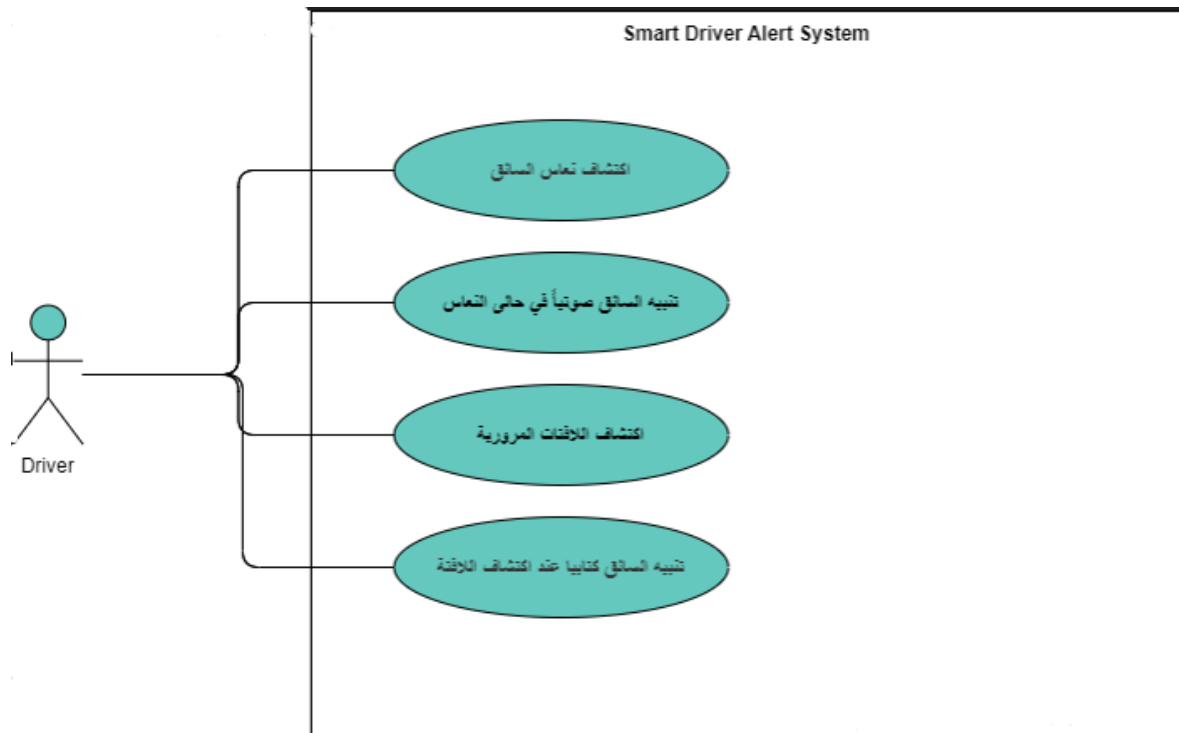 Smart Driver Alert System
اكتشاف نعاس السائق
تنبيه السائق صوتياً في حالى النعاس
اكتشاف اللافتات المرورية
تنبيه السائق كتابيا عند اكتشاف اللافتة
Driver